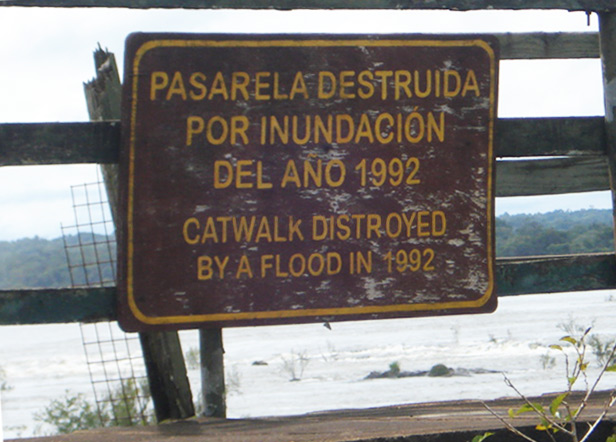 PASARELA DESTRUIDA
POR INUNDACIÓN
DEL AÑO 1992
CATWALK DISTROYED
BY A FLOOD IN 1992